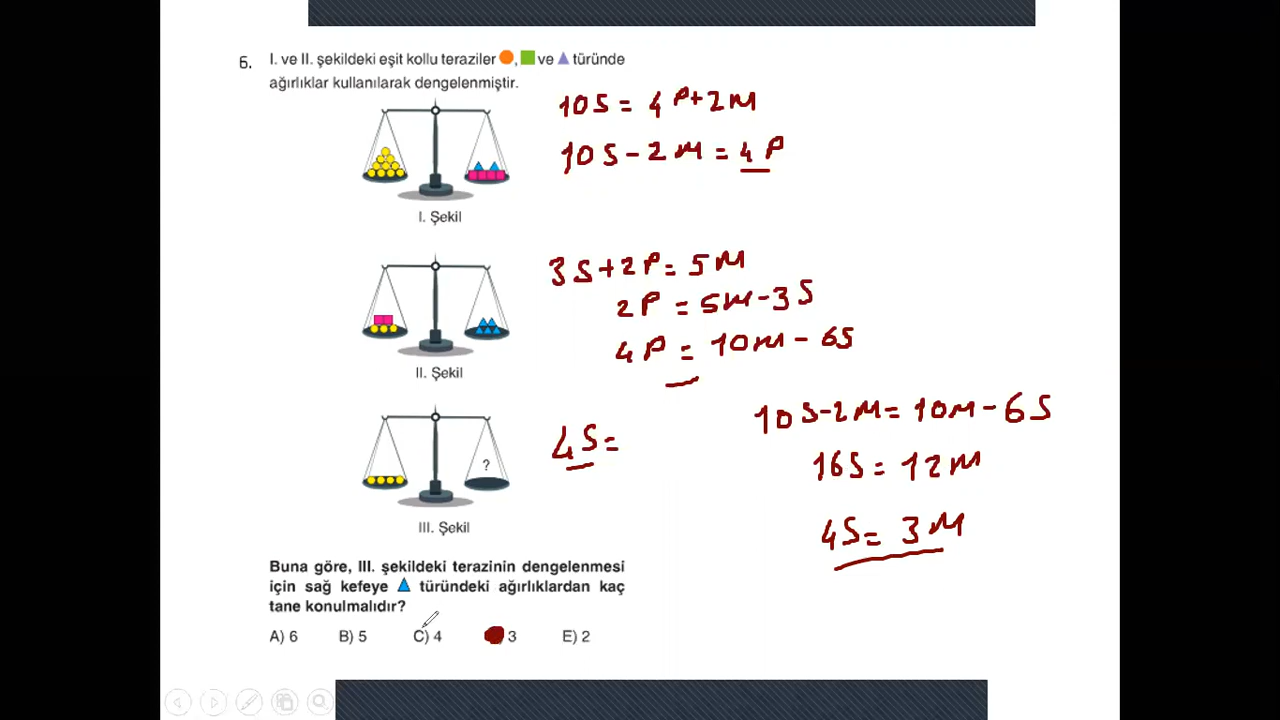 6. I. ve II. şekildeki eşit kollu teraziler , ve türünde
ağırlıklar kullanılarak dengelenmiştir.
10S = 4P+2M
10S - 2M = 4P
I. Şekil
3S+2P = 5M
2P = 5M-3S
4P = 10M - 6S
II. Şekil
10S-2M = 10M-6S
16S = 12M
4S = 3M
4S =
?
III. Şekil
Buna göre, III. şekildeki terazinin dengelenmesi
için sağ kefeye türündeki ağırlıklardan kaç
tane konulmalıdır?
A) 6 B) 5 C) 4 3 E) 2